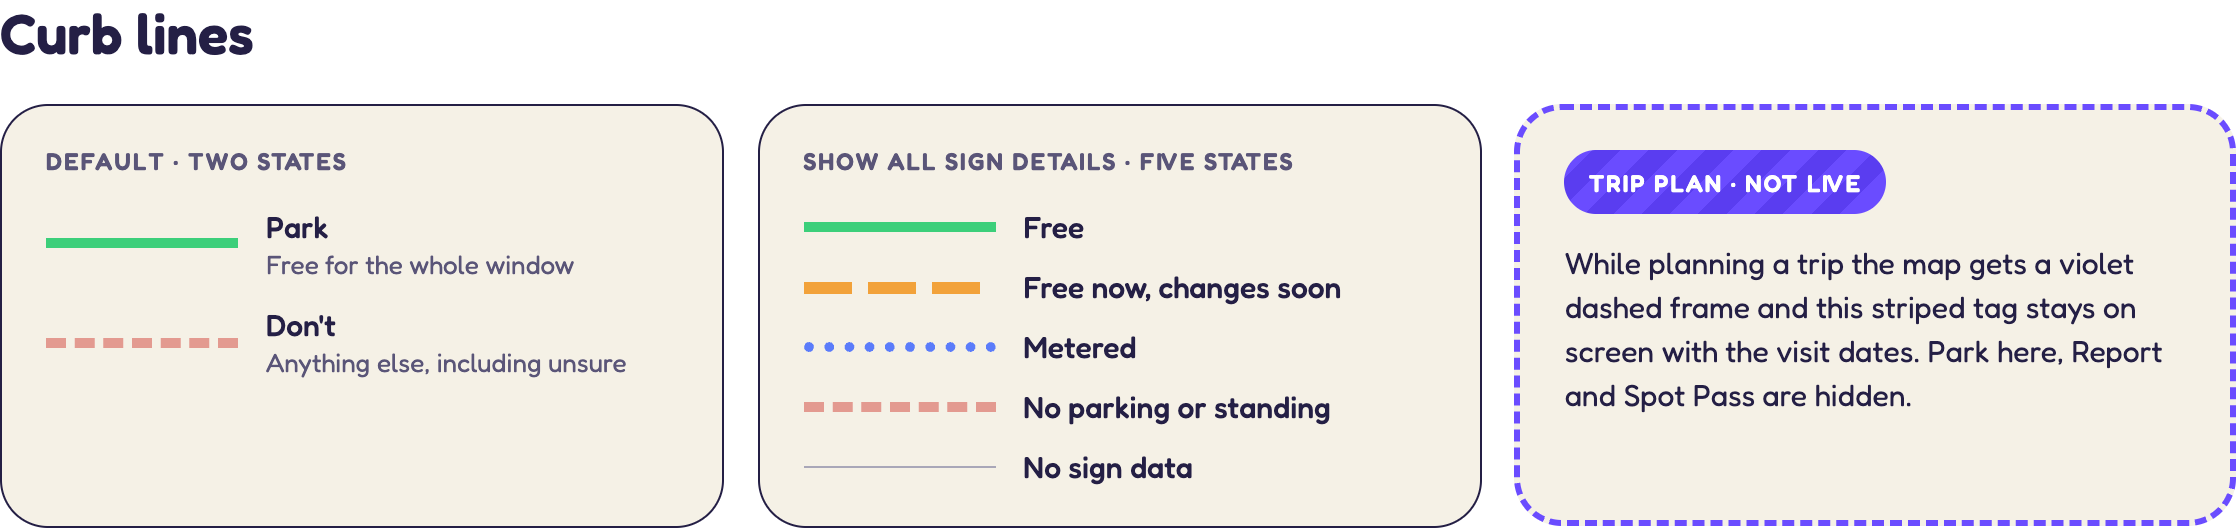 Curb lines
DEFAULT · TWO STATES
Park
Free for the whole window
Don't
Anything else, including unsure
SHOW ALL SIGN DETAILS · FIVE STATES
Free
Free now, changes soon
Metered
No parking or standing
No sign data
TRIP PLAN · NOT LIVE
While planning a trip the map gets a violet
dashed frame and this striped tag stays on
screen with the visit dates. Park here, Report
and Spot Pass are hidden.